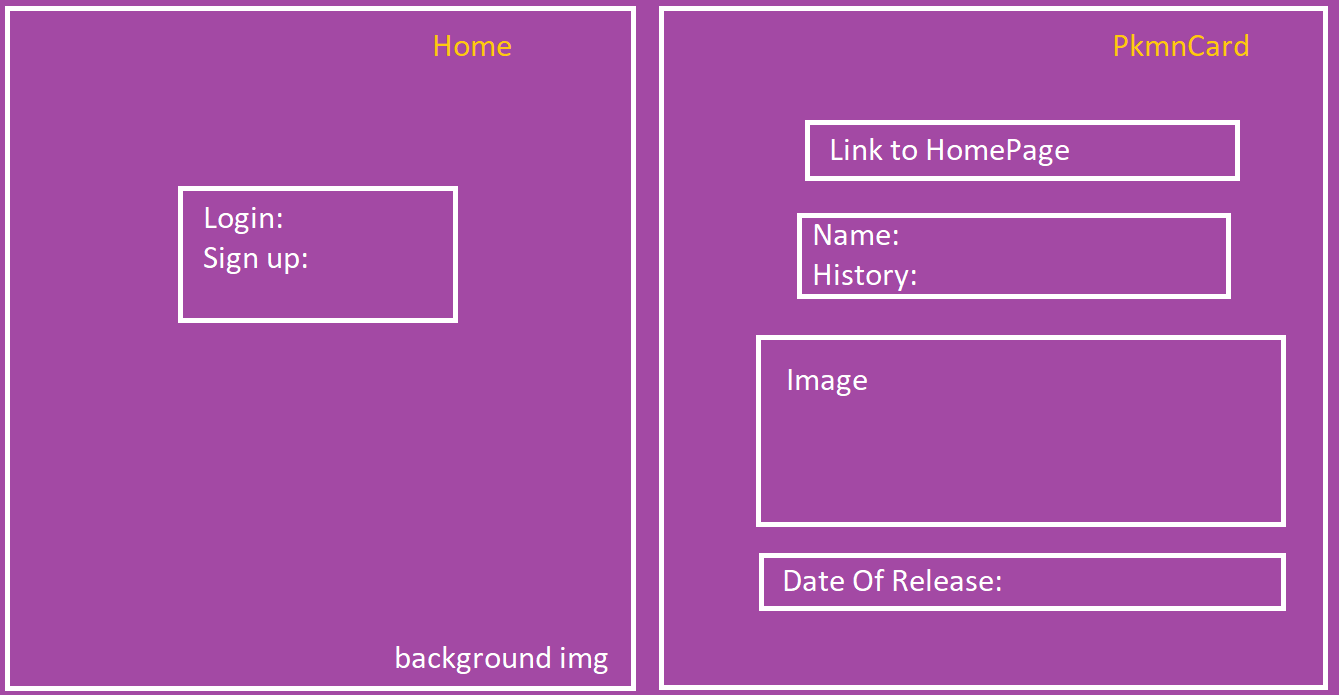 Home
Login:
Sign up:
background img
PkmnCard
Link to HomePage
Name:
History:
Image
Date Of Release: